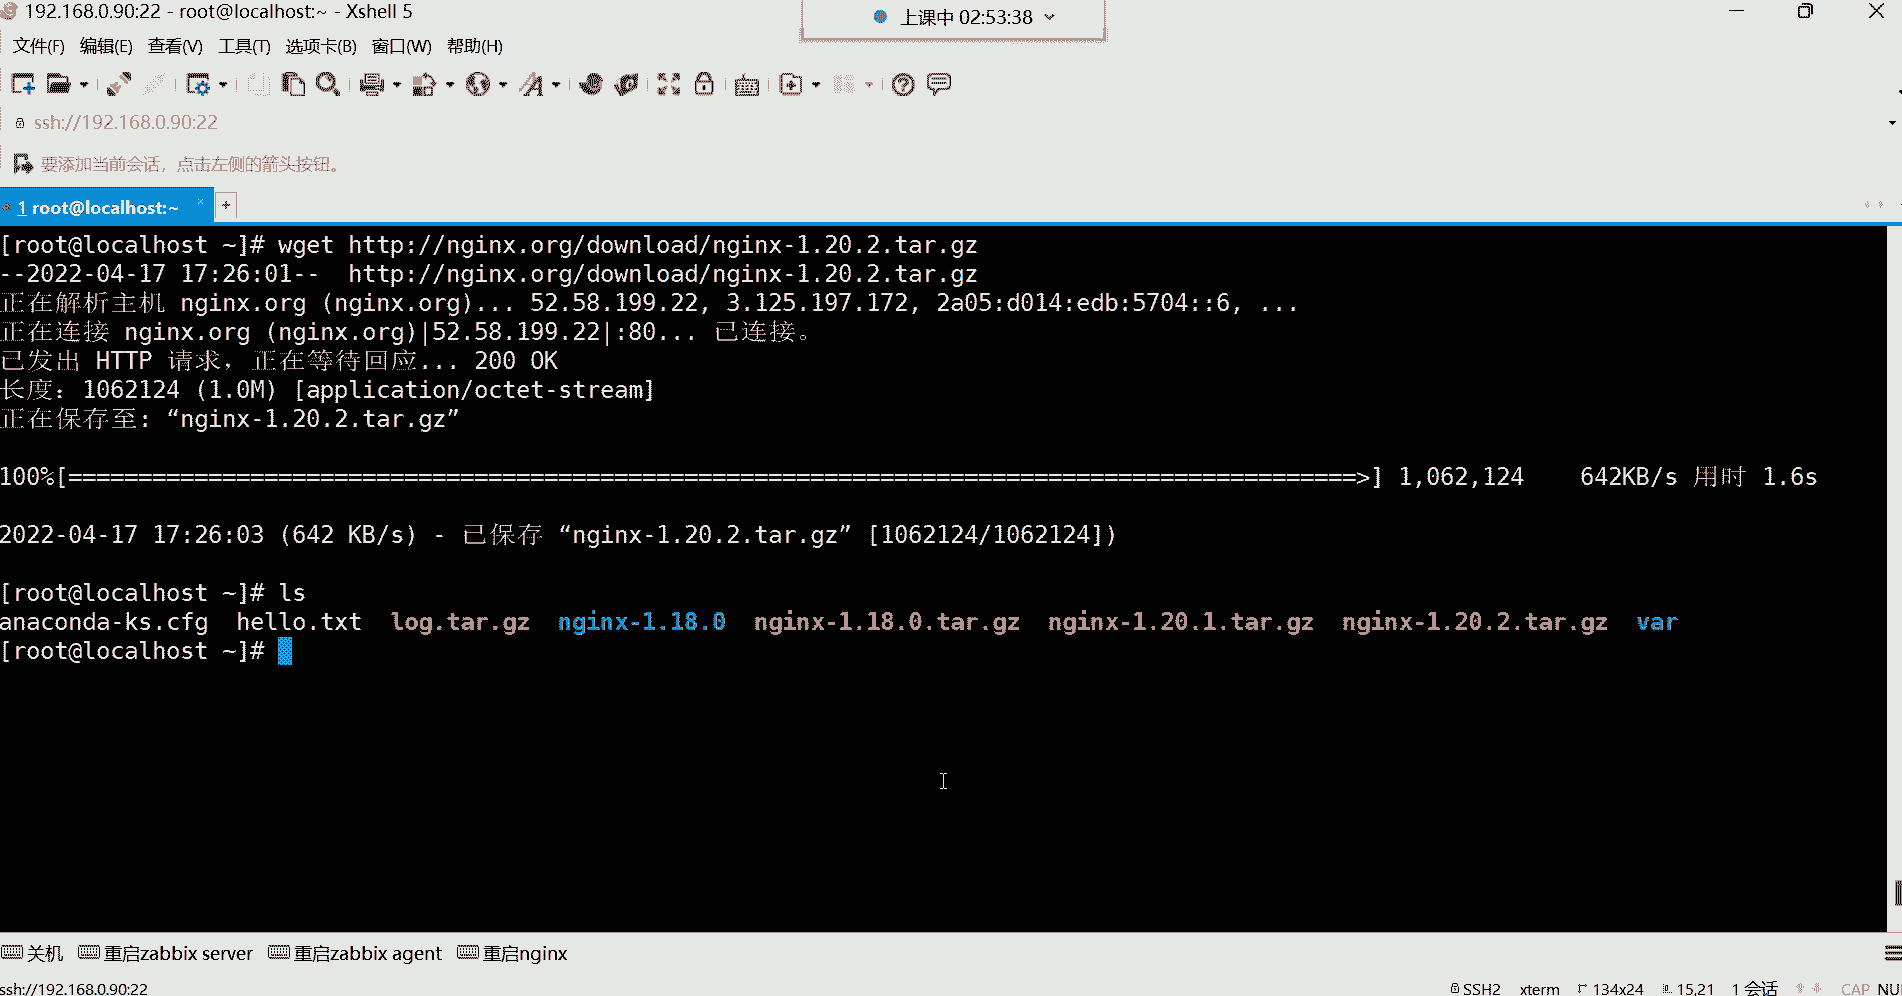 192.168.0.90:22 - root@localhost:~ - Xshell 5
上课中 02:53:38
文件(F) 编辑(E) 查看(V) 工具(T) 选项卡(B) 窗口(W) 帮助(H)
ssh://192.168.0.90:22
要添加当前会话，点击左侧的箭头按钮。
1 root@localhost:~ × +
[root@localhost ~]# wget http://nginx.org/download/nginx-1.20.2.tar.gz
--2022-04-17 17:26:01--  http://nginx.org/download/nginx-1.20.2.tar.gz
正在解析主机 nginx.org (nginx.org)... 52.58.199.22, 3.125.197.172, 2a05:d014:edb:5704::6, ...
正在连接 nginx.org (nginx.org)|52.58.199.22|:80... 已连接。
已发出 HTTP 请求，正在等待回应... 200 OK
长度：1062124 (1.0M) [application/octet-stream]
正在保存至: “nginx-1.20.2.tar.gz”
100%[============================================================================================>] 1,062,124    642KB/s 用时 1.6s
2022-04-17 17:26:03 (642 KB/s) - 已保存 “nginx-1.20.2.tar.gz” [1062124/1062124])
[root@localhost ~]# ls
anaconda-ks.cfg  hello.txt  log.tar.gz  nginx-1.18.0  nginx-1.18.0.tar.gz  nginx-1.20.1.tar.gz  nginx-1.20.2.tar.gz  var
[root@localhost ~]#
关机 重启zabbix server 重启zabbix agent 重启nginx
ssh://192.168.0.90:22 SSH2 xterm 134x24 15,21 1 会话 CAP NU